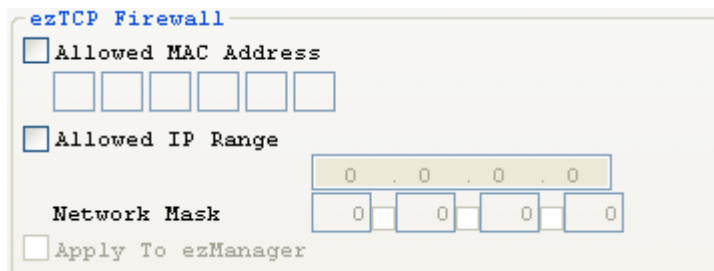 ezTCP Firewall
Allowed MAC Address
Allowed IP Range
0 . 0 . 0 . 0
Network Mask 0 0 0 0
Apply To ezManager